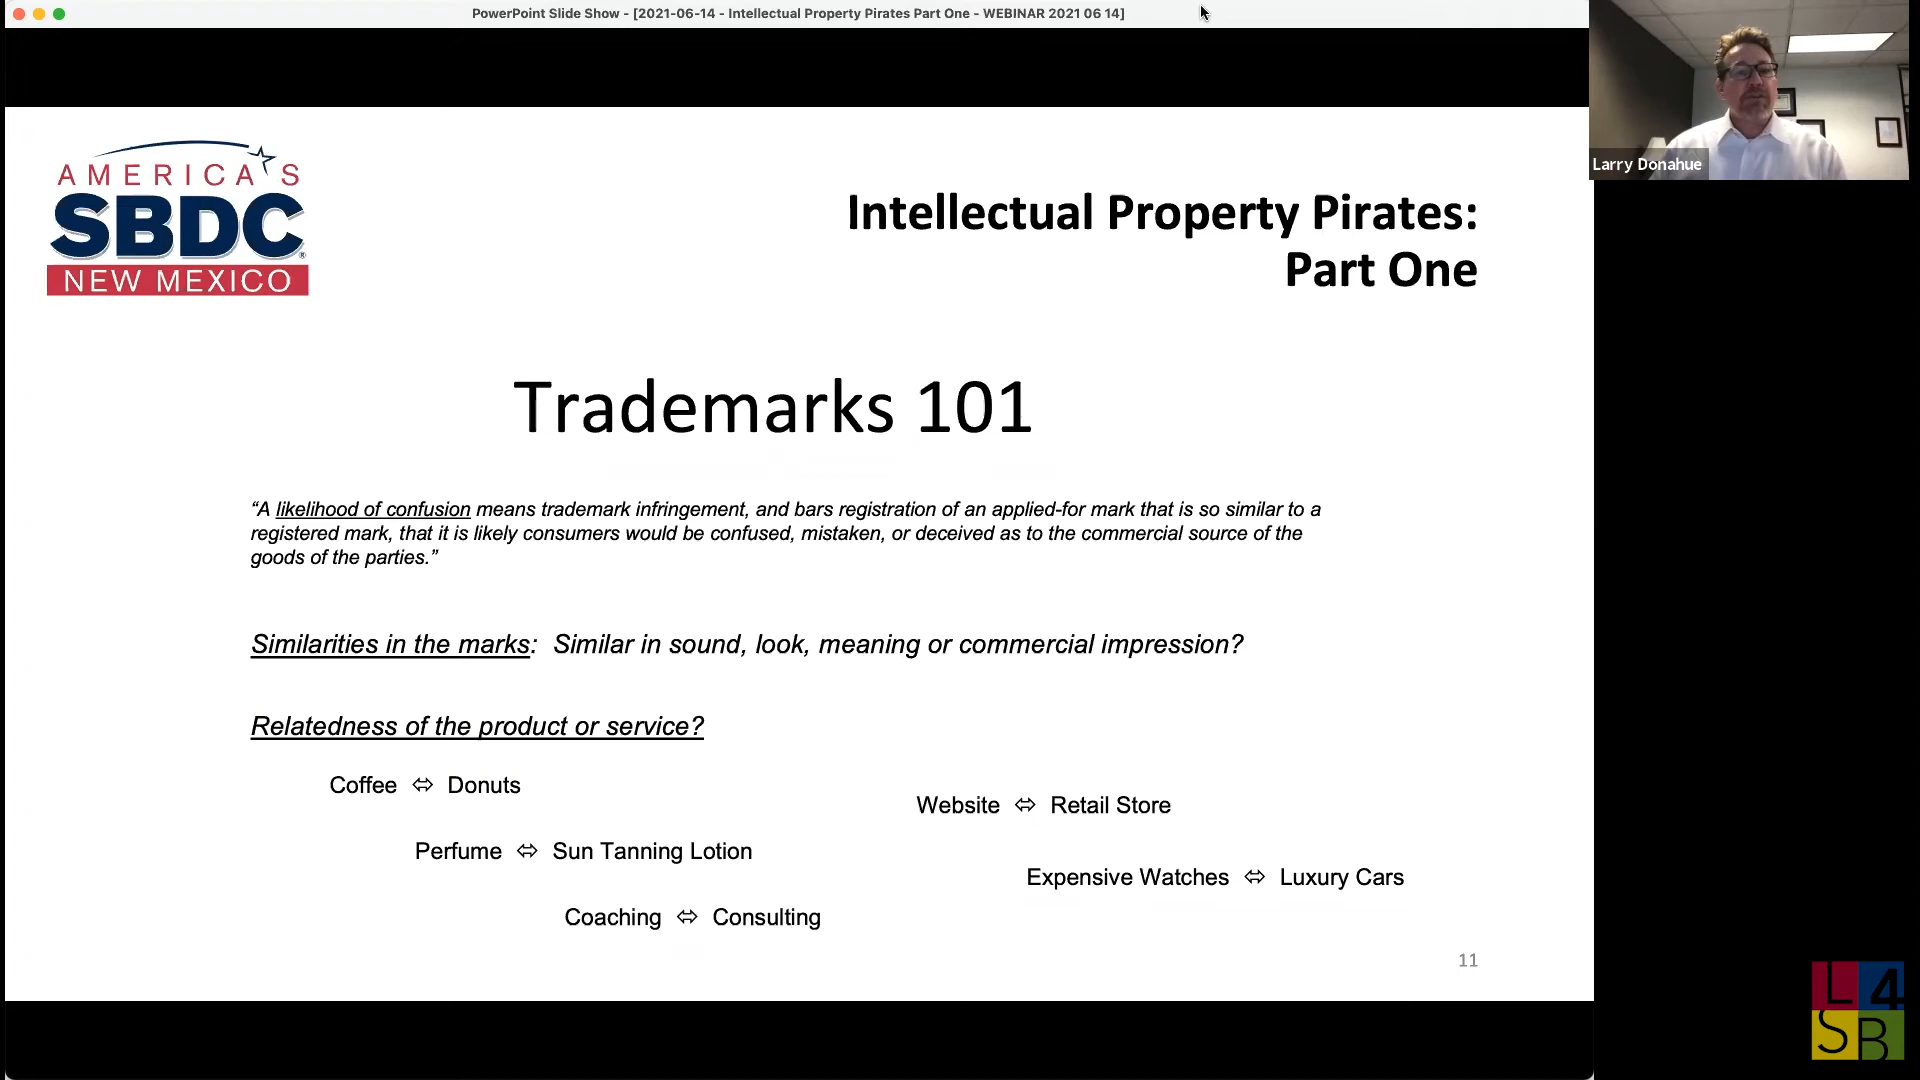 PowerPoint Slide Show - [2021-06-14 - Intellectual Property Pirates Part One - WEBINAR 2021 06 14]
Larry Donahue
AMERICA'S
SBDC®
NEW MEXICO
Intellectual Property Pirates:
Part One
Trademarks 101
“A likelihood of confusion means trademark infringement, and bars registration of an applied-for mark that is so similar to a
registered mark, that it is likely consumers would be confused, mistaken, or deceived as to the commercial source of the
goods of the parties.”
Similarities in the marks:  Similar in sound, look, meaning or commercial impression?
Relatedness of the product or service?
Coffee ⬄ Donuts
Website ⬄ Retail Store
Perfume ⬄ Sun Tanning Lotion
Expensive Watches ⬄ Luxury Cars
Coaching ⬄ Consulting
11
L4
SB